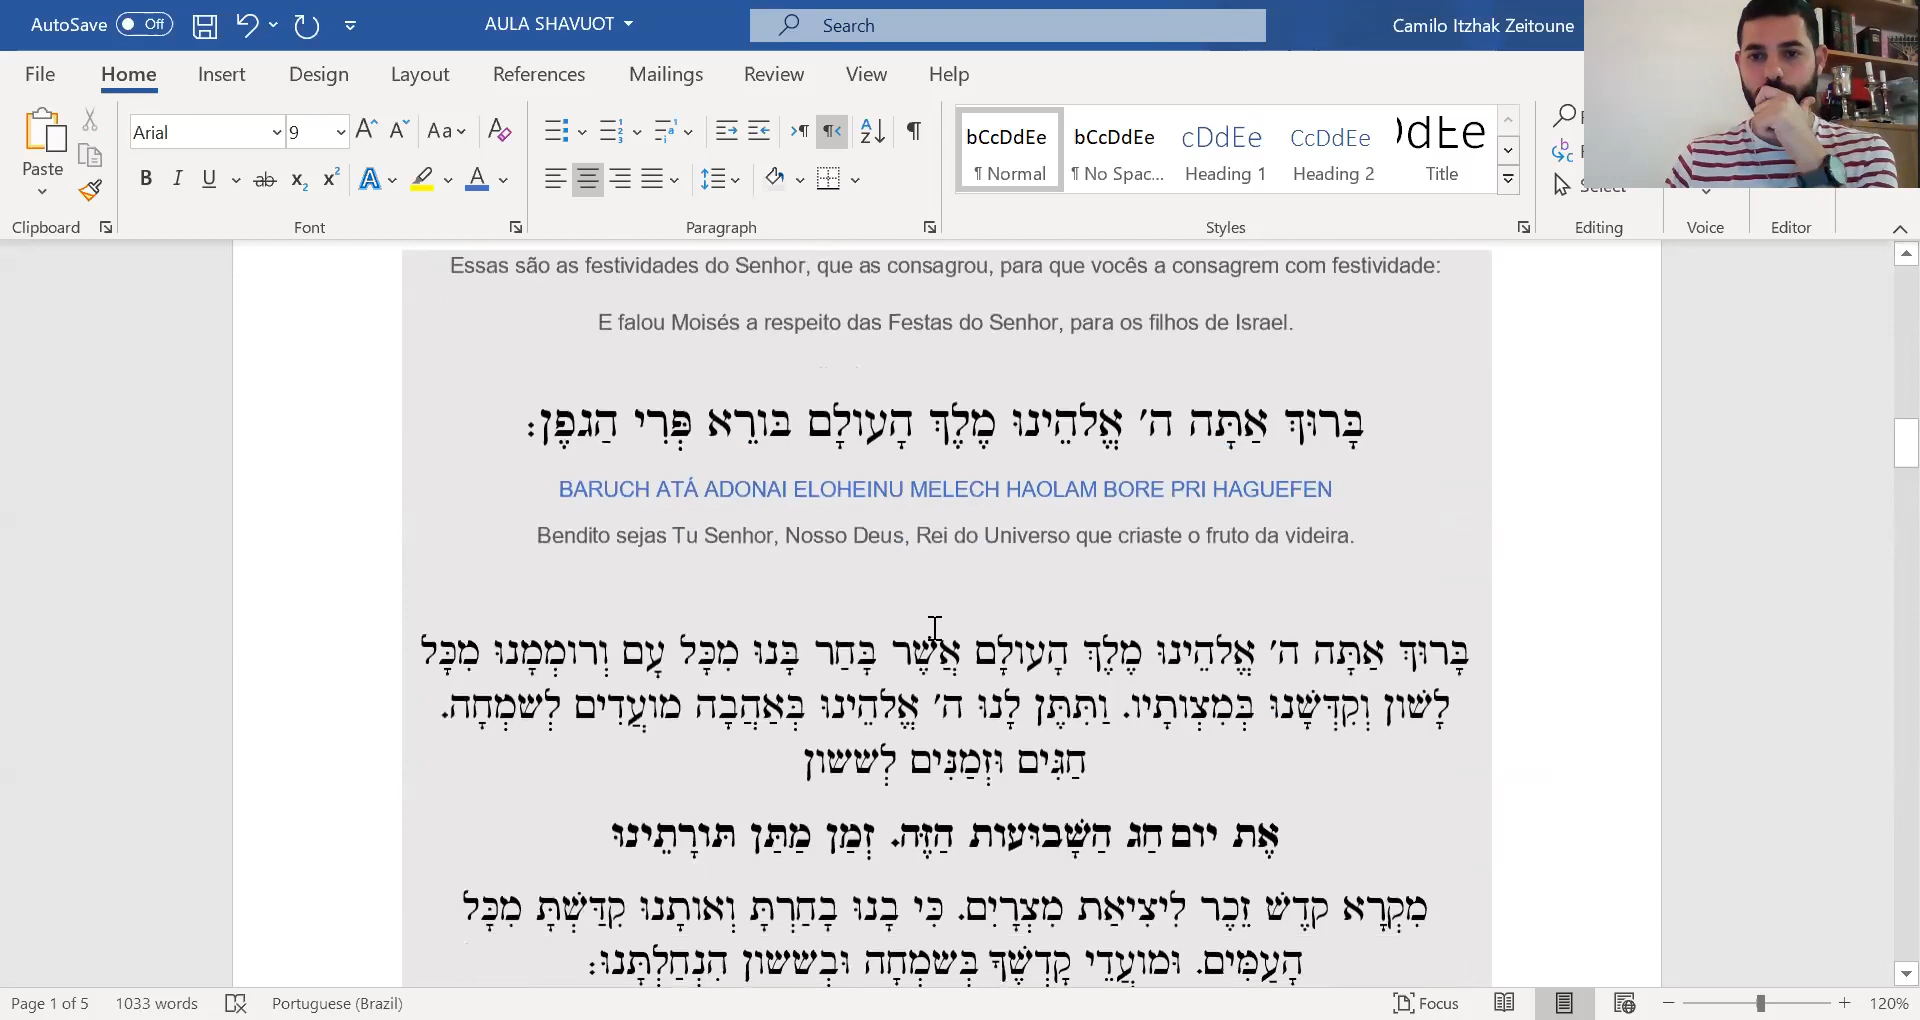 AutoSave Off AULA SHAVUOT Search Camilo Itzhak Zeitoune
File Home Insert Design Layout References Mailings Review View Help
Arial 9 Aa bCcDdEe bCcDdEe cDdEe CcDdEe
Paste ¶ Normal ¶ No Spac... Heading 1 Heading 2 Title Select
Clipboard Font Paragraph Styles Editing Voice Editor
Essas são as festividades do Senhor, que as consagrou, para que vocês a consagrem com festividade:
E falou Moisés a respeito das Festas do Senhor, para os filhos de Israel.
בָּרוּךְ אַתָּה ה׳ אֱלֹהֵינוּ מֶלֶךְ הָעוֹלָם בּוֹרֵא פְּרִי הַגֶּפֶן:
BARUCH ATÁ ADONAI ELOHEINU MELECH HAOLAM BORE PRI HAGUEFEN
Bendito sejas Tu Senhor, Nosso Deus, Rei do Universo que criaste o fruto da videira.
בָּרוּךְ אַתָּה ה׳ אֱלֹהֵינוּ מֶלֶךְ הָעוֹלָם אֲשֶׁר בָּחַר בָּנוּ מִכָּל עָם וְרוֹמְמָנוּ מִכָּל
לָשׁוֹן וְקִדְּשָׁנוּ בְּמִצְוֹתָיו. וַתִּתֶּן לָנוּ ה׳ אֱלֹהֵינוּ בְּאַהֲבָה מוֹעֲדִים לְשִׂמְחָה.
חַגִּים וּזְמַנִּים לְששׂוֹן
אֶת יוֹם חַג הַשָּׁבוּעוֹת הַזֶּה. זְמַן מַתַּן תּוֹרָתֵינוּ
מִקְרָא קֹדֶשׁ זֵכֶר לִיצִיאַת מִצְרָיִם. כִּי בָנוּ בָחַרְתָּ וְאוֹתָנוּ קִדַּשְׁתָּ מִכָּל
הָעַמִּים. וּמוֹעֲדֵי קָדְשֶׁךָ בְּשִׂמְחָה וּבְששׂוֹן הִנְחַלְתָּנוּ:
Page 1 of 5 1033 words Portuguese (Brazil) Focus 120%